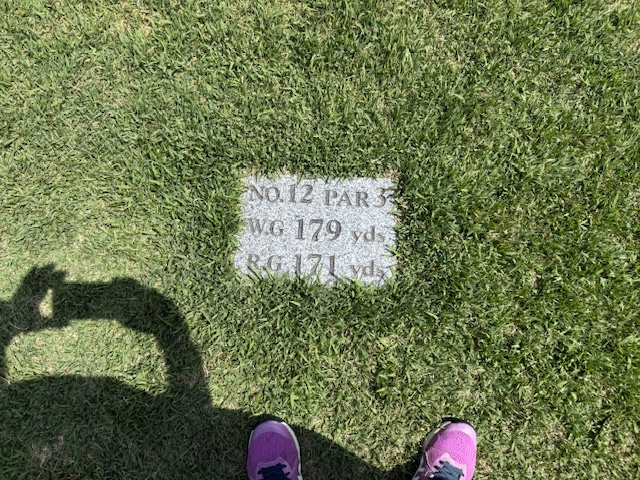 NO.12 PAR 3
W.G. 179 yds
R.G. 171 yds